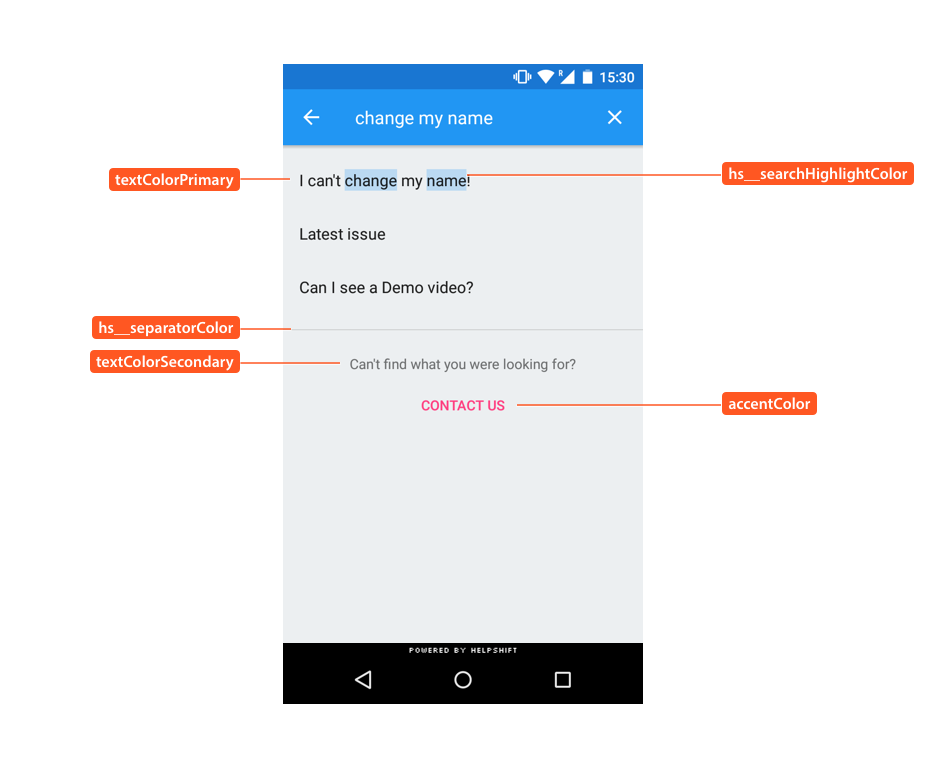 R 15:30
change my name
textColorPrimary
I can't change my name!
hs__searchHighlightColor
Latest issue
Can I see a Demo video?
hs__separatorColor
textColorSecondary
Can't find what you were looking for?
CONTACT US
accentColor
POWERED BY HELPSHIFT